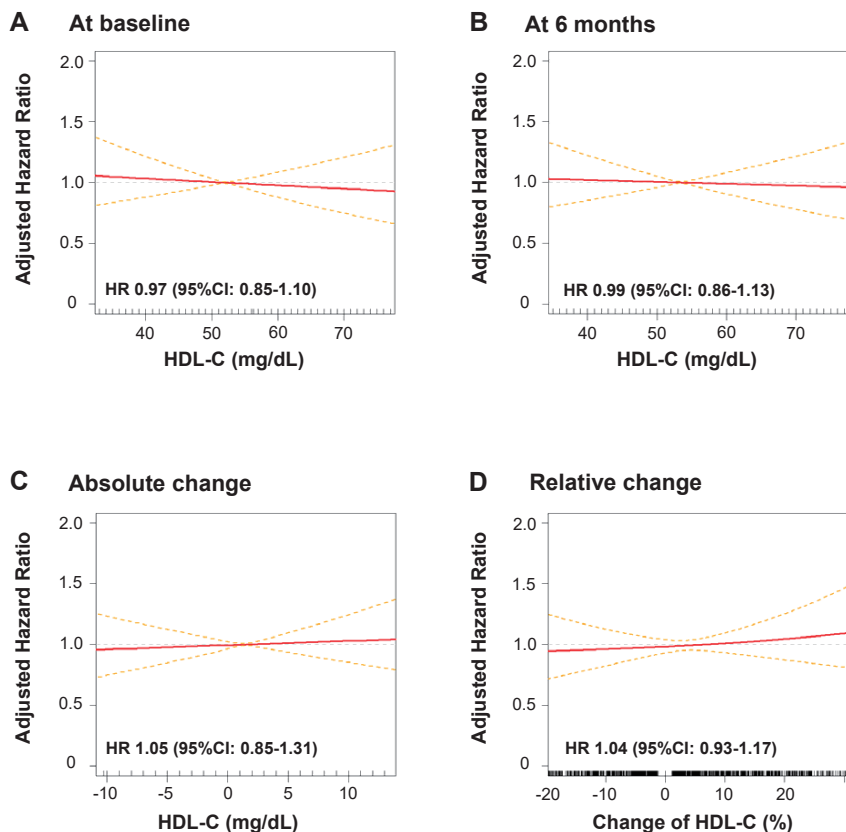 A At baseline
Adjusted Hazard Ratio
2.0
1.5
1.0
0.5
0
HR 0.97 (95%CI: 0.85-1.10)
40 50 60 70
HDL-C (mg/dL)
B At 6 months
Adjusted Hazard Ratio
2.0
1.5
1.0
0.5
0
HR 0.99 (95%CI: 0.86-1.13)
40 50 60 70
HDL-C (mg/dL)
C Absolute change
Adjusted Hazard Ratio
2.0
1.5
1.0
0.5
0
HR 1.05 (95%CI: 0.85-1.31)
-10 -5 0 5 10
HDL-C (mg/dL)
D Relative change
Adjusted Hazard Ratio
2.0
1.5
1.0
0.5
0
HR 1.04 (95%CI: 0.93-1.17)
-20 -10 0 10 20 30
Change of HDL-C (%)